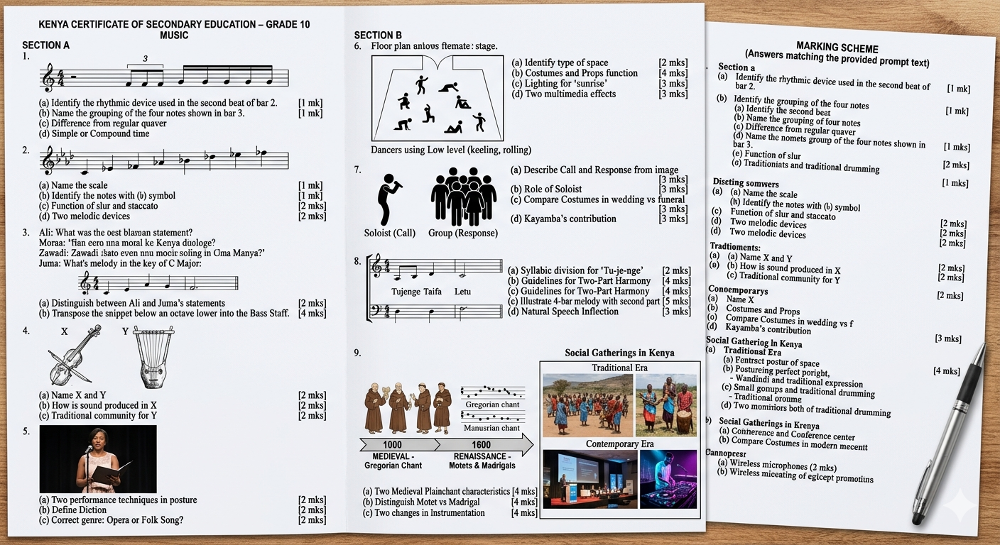 KENYA CERTIFICATE OF SECONDARY EDUCATION – GRADE 10
MUSIC
SECTION A
1.
3
(a) Identify the rhythmic device used in the second beat of bar 2. [1 mk]
(b) Name the grouping of the four notes shown in bar 3. [1 mk]
(c) Difference from regular quaver
(d) Simple or Compound time
2.
(a) Name the scale [1 mk]
(b) Identify the notes with (♭) symbol [1 mk]
(c) Function of slur and staccato [2 mks]
(d) Two melodic devices [2 mks]
3. Ali: What was the statement?
Moraa: moral ke Kenya
Zawadi: Zawadi even in
Juma: What's melody in the key of C Major:
(a) Distinguish between Ali and Juma's statements [2 mks]
(b) Transpose the snippet below an octave lower into the Bass Staff. [4 mks]
4. X Y
(a) Name X and Y [2 mks]
(b) How is sound produced in X [2 mks]
(c) Traditional community for Y [2 mks]
5.
(a) Two performance techniques in posture [2 mks]
(b) Define Diction [2 mks]
(c) Correct genre: Opera or Folk Song? [2 mks]
SECTION B
6. Floor plan stage.
(a) Identify type of space [2 mks]
(b) Costumes and Props function [4 mks]
(c) Lighting for 'sunrise' [3 mks]
(d) Two multimedia effects [3 mks]
Dancers using Low level (keeling, rolling)
7.
(a) Describe Call and Response from image
[3 mks]
(b) Role of Soloist [3 mks]
(c) Compare Costumes in wedding vs funeral
[3 mks]
(d) Kayamba's contribution [3 mks]
Soloist (Call) Group (Response)
8.
Tujenge Taifa Letu
(a) Syllabic division for 'Tu-je-nge' [2 mks]
(b) Guidelines for Two-Part Harmony [4 mks]
(c) Guidelines for Two-Part Harmony [4 mks]
(c) Illustrate 4-bar melody with second part [5 mks]
(d) Natural Speech Inflection [3 mks]
9.
Gregorian chant
Manusrian chant
1000 1600
MEDIEVAL - RENAISSANCE -
Gregorian Chant Motets & Madrigals
(a) Two Medieval Plainchant characteristics [4 mks]
(b) Distinguish Motet vs Madrigal [4 mks]
(c) Two changes in Instrumentation [4 mks]
Social Gatherings in Kenya
Traditional Era
Contemporary Era
MARKING SCHEME
(Answers matching the provided prompt text)
Section a
(a) Identify the rhythmic device used in the second beat of
bar 2. [1 mk]
(b) Identify the grouping of the four notes
(a) Identify the second beat [1 mk]
(b) Name the grouping of four notes
(c) Difference from regular quaver
(d) Name the nomets group of the four notes shown in
bar 3. [1 mks]
(e) Function of slur
(e) Traditioniats and traditional drumming [2 mks]
Discting somwers [1 mks]
(a) (a) Name the scale
Identify the notes with (♭) symbol
(c) Function of slur and staccato
(d) Two melodic devices [2 mks]
(d) Two melodic devices [2 mks]
[2 mks]
Tradtioments:
(a) (a) Name X and Y
(b) How is sound produced in X [2 mks]
(c) Traditional community for Y [2 mks]
Conoemporarys [2 mks]
(a) Name X
(b) Costumes and Props
Compare Costumes in wedding vs f
(d) Kayamba's contribution
Social Gathering In Kenya [3 mks]
(a) Traditional Era
(a) Fentrsct postur of space
(b) Postureing perfect poright, [4 mks]
- Wandindi and traditional expression
(c) Small gonups and traditional drumming
- Traditional oroume
(d) Two both of traditional drumming
b) Social Gatherings in Krenya
(a) Conference center
(b) Compare Costumes in modern mecentt
(a) Wireless microphones (2 mks)
(b) Wireless miceating of egicept